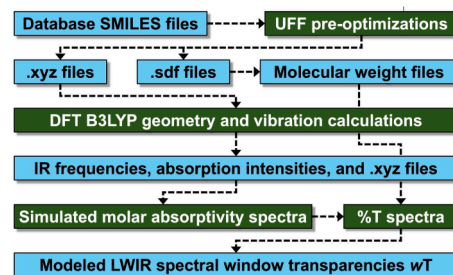 Database SMILES files
UFF pre-optimizations
.xyz files
.sdf files
Molecular weight files
DFT B3LYP geometry and vibration calculations
IR frequencies, absorption intensities, and .xyz files
Simulated molar absorptivity spectra
%T spectra
Modeled LWIR spectral window transparencies wT